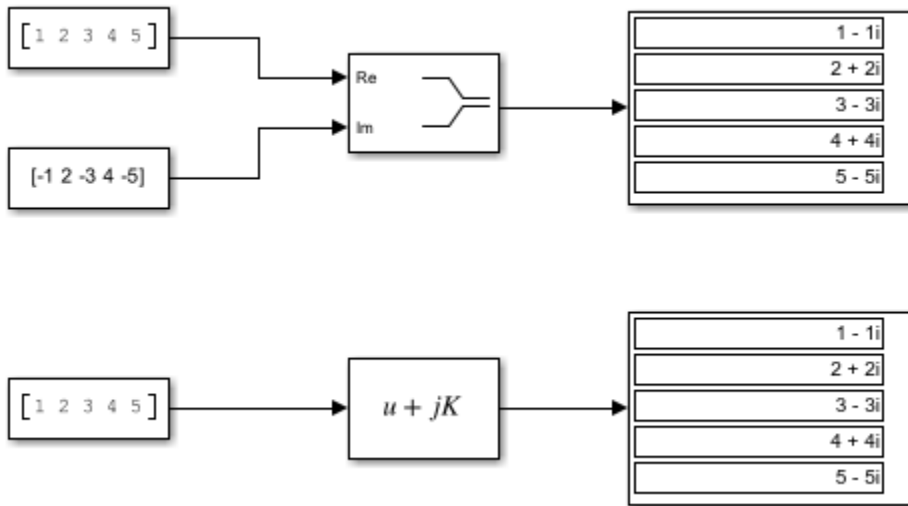 [1 2 3 4 5]
Re
Im
1 - 1i
2 + 2i
3 - 3i
4 + 4i
5 - 5i
[-1 2 -3 4 -5]
[1 2 3 4 5]
u + jK
1 - 1i
2 + 2i
3 - 3i
4 + 4i
5 - 5i